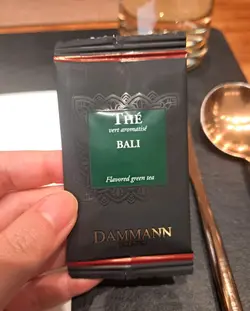 THÉ
vert aromatisé
BALI
Flavored green tea
DAMMANN